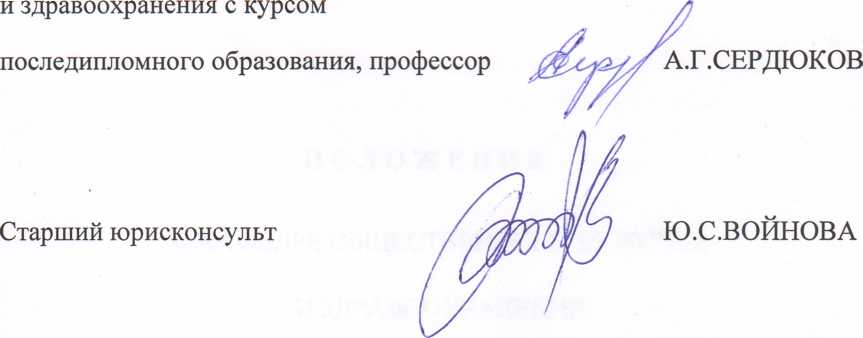 и здравоохранения с курсом
последипломного образования, профессор А.Г.СЕРДЮКОВ
Старший юрисконсульт Ю.С.ВОЙНОВА